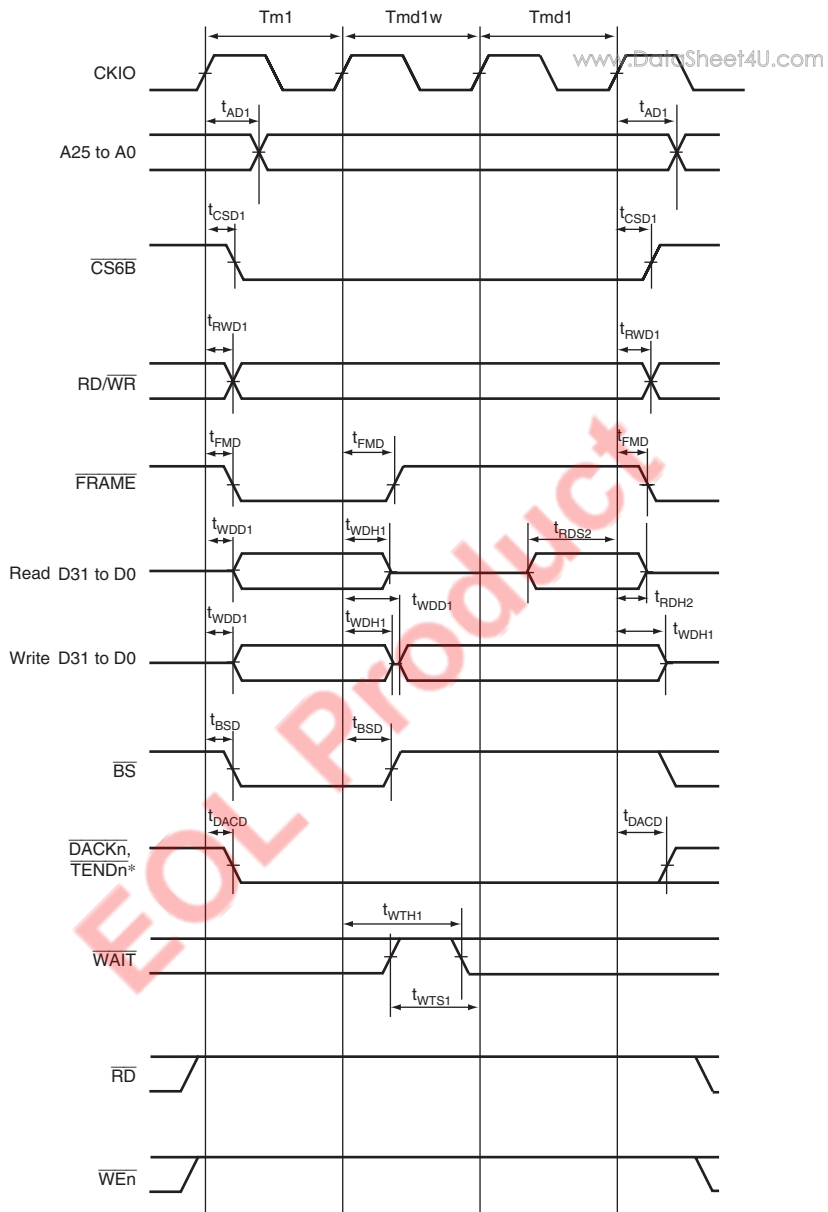 Tm1 Tmd1w Tmd1
www.DataSheet4U.com
CKIO
tAD1 tAD1
A25 to A0
tCSD1 tCSD1
CS6B
tRWD1 tRWD1
RD/WR
tFMD tFMD tFMD
FRAME
tWDD1 tWDH1 tRDS2
Read D31 to D0
tWDD1 tRDH2
tWDD1 tWDH1 tWDH1
Write D31 to D0
tBSD tBSD
BS
tDACD tDACD
DACKn,
TENDn*
tWTH1
WAIT
tWTS1
RD
WEn
EOL Product